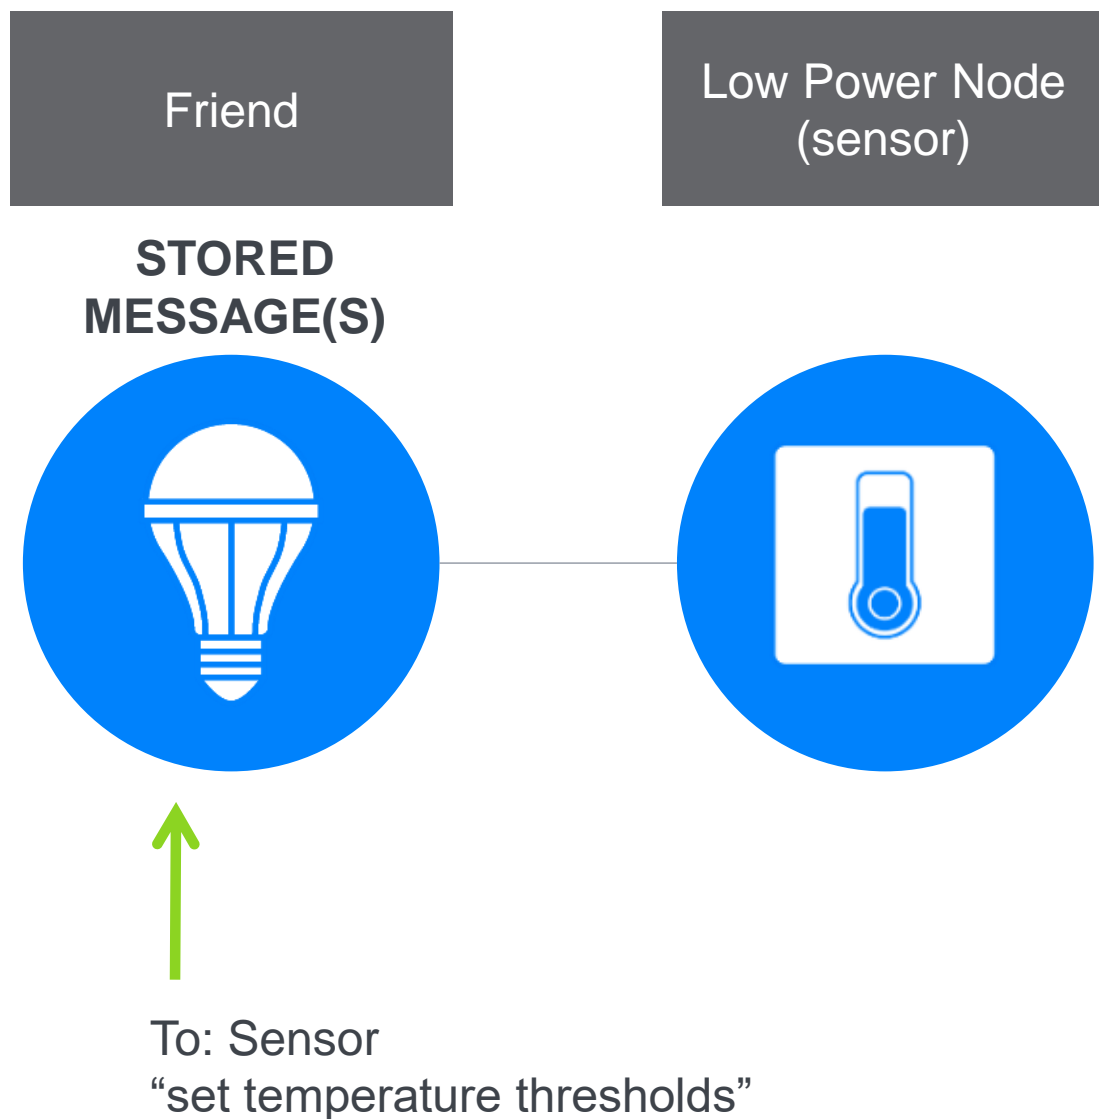 Friend
Low Power Node
(sensor)
STORED
MESSAGE(S)
To: Sensor
“set temperature thresholds”